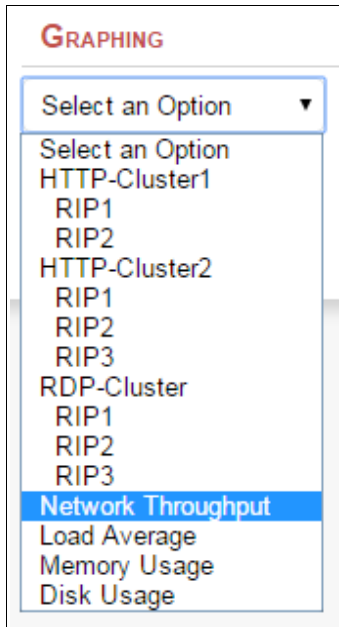 GRAPHING
Select an Option
Select an Option
HTTP-Cluster1
RIP1
RIP2
HTTP-Cluster2
RIP1
RIP2
RIP3
RDP-Cluster
RIP1
RIP2
RIP3
Network Throughput
Load Average
Memory Usage
Disk Usage